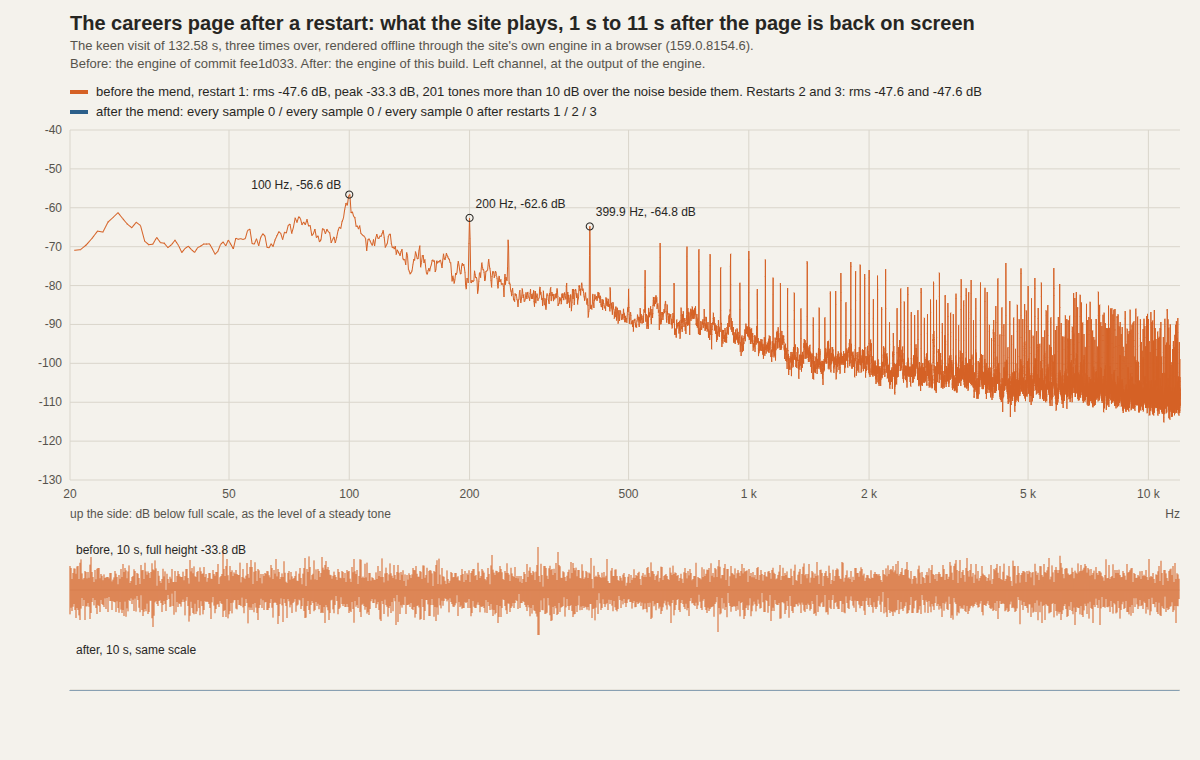 The careers page after a restart: what the site plays, 1 s to 11 s after the page is back on screen
The keen visit of 132.58 s, three times over, rendered offline through the site's own engine in a browser (159.0.8154.6).
Before: the engine of commit fee1d033. After: the engine of this build. Left channel, at the output of the engine.
before the mend, restart 1: rms -47.6 dB, peak -33.3 dB, 201 tones more than 10 dB over the noise beside them. Restarts 2 and 3: rms -47.6 and -47.6 dB
after the mend: every sample 0 / every sample 0 / every sample 0 after restarts 1 / 2 / 3
-40
-50
-60
-70
-80
-90
-100
-110
-120
-130
100 Hz, -56.6 dB
200 Hz, -62.6 dB
399.9 Hz, -64.8 dB
20
50
100
200
500
1 k
2 k
5 k
10 k
up the side: dB below full scale, as the level of a steady tone
Hz
before, 10 s, full height -33.8 dB
after, 10 s, same scale